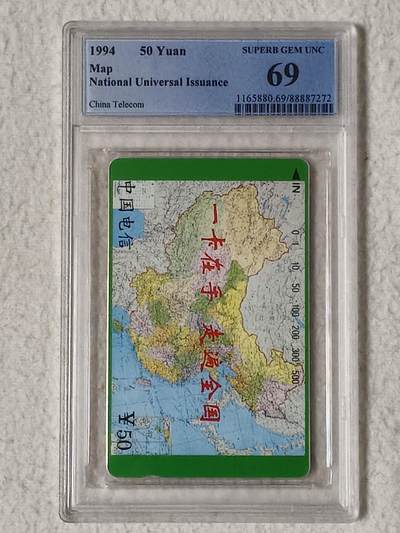 1994 50 Yuan
Map
National Universal Issuance
China Telecom
SUPERB GEM UNC
69
1165880.69/88887272
中国电信
¥50
一卡在手 走遍全国
IN
0-1 10 -50 -100 -200 300 -500